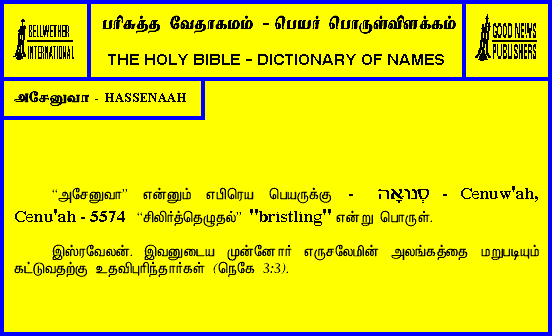 BELLWETHER
INTERNATIONAL
பரிசுத்த வேதாகமம் - பெயர் பொருள்விளக்கம்
THE HOLY BIBLE - DICTIONARY OF NAMES
GOOD NEWS
PUBLISHERS
அசேனுவா - HASSENAAH
“அசேனுவா” என்னும் எபிரெய பெயருக்கு - סְנוּאָה - Cenuw'ah,
Cenu'ah - 5574 “சிலிர்த்தெழுதல்” "bristling" என்று பொருள்.
இஸ்ரவேலன். இவனுடைய முன்னோர் எருசலேமின் அலங்கத்தை மறுபடியும்
கட்டுவதற்கு உதவிபுரிந்தார்கள் (நெகே 3:3).